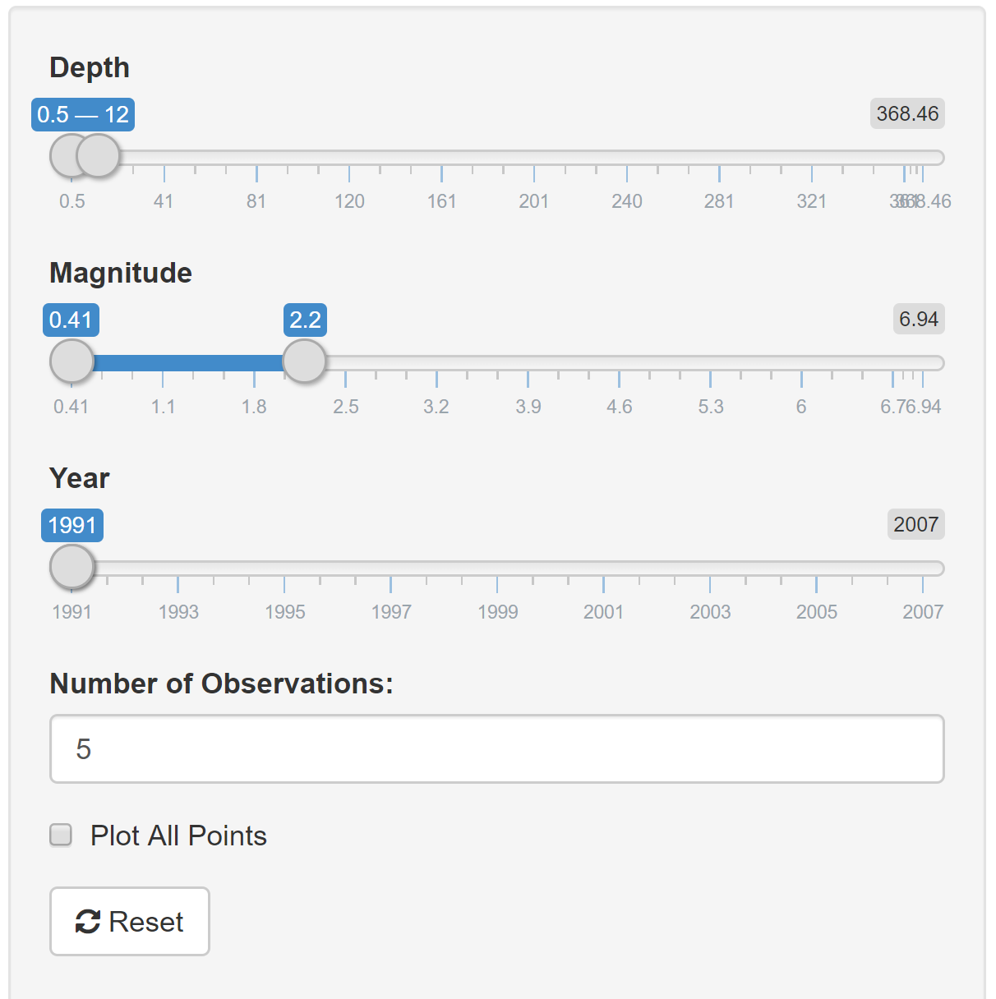 Depth
0.5 — 12 368.46
0.5 41 81 120 161 201 240 281 321 361 368.46
Magnitude
0.41 2.2 6.94
0.41 1.1 1.8 2.5 3.2 3.9 4.6 5.3 6 6.7 6.94
Year
1991 2007
1991 1993 1995 1997 1999 2001 2003 2005 2007
Number of Observations:
5
Plot All Points
Reset